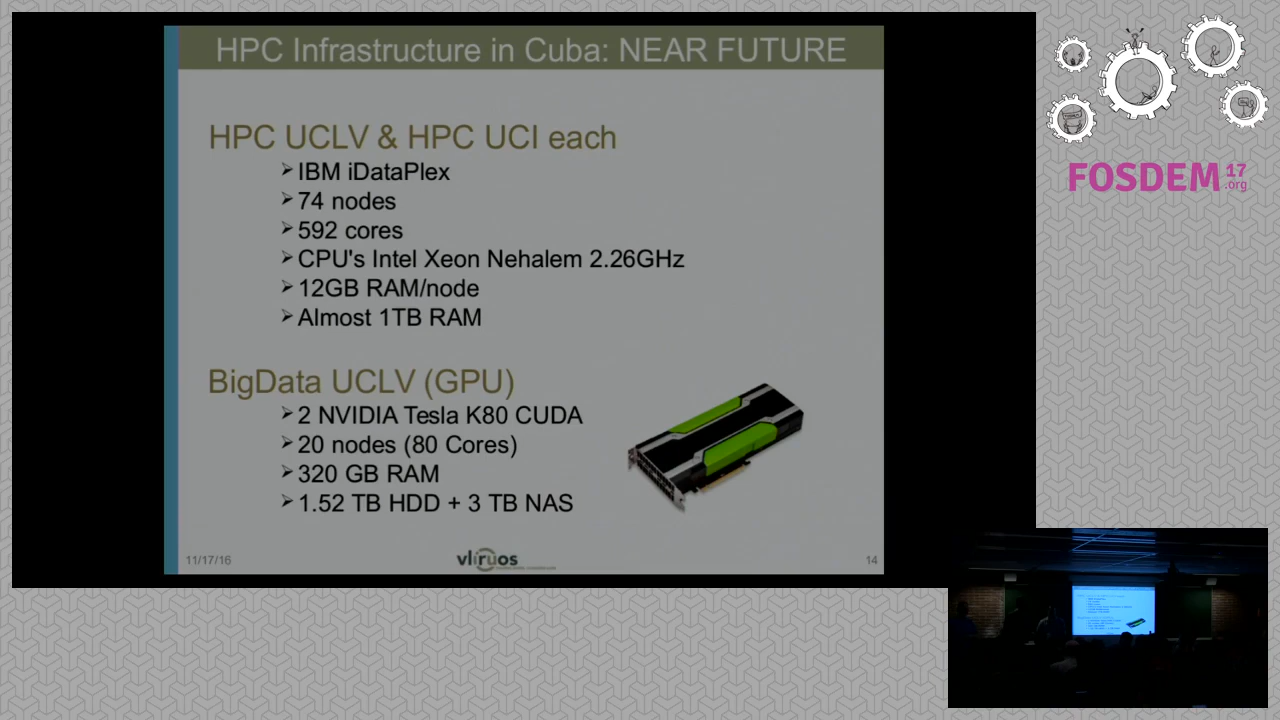 HPC Infrastructure in Cuba: NEAR FUTURE
HPC UCLV & HPC UCI each
IBM iDataPlex
74 nodes
592 cores
CPU's Intel Xeon Nehalem 2.26GHz
12GB RAM/node
Almost 1TB RAM
BigData UCLV (GPU)
2 NVIDIA Tesla K80 CUDA
20 nodes (80 Cores)
320 GB RAM
1.52 TB HDD + 3 TB NAS
11/17/16
vliruos
14
FOSDEM 17
.org